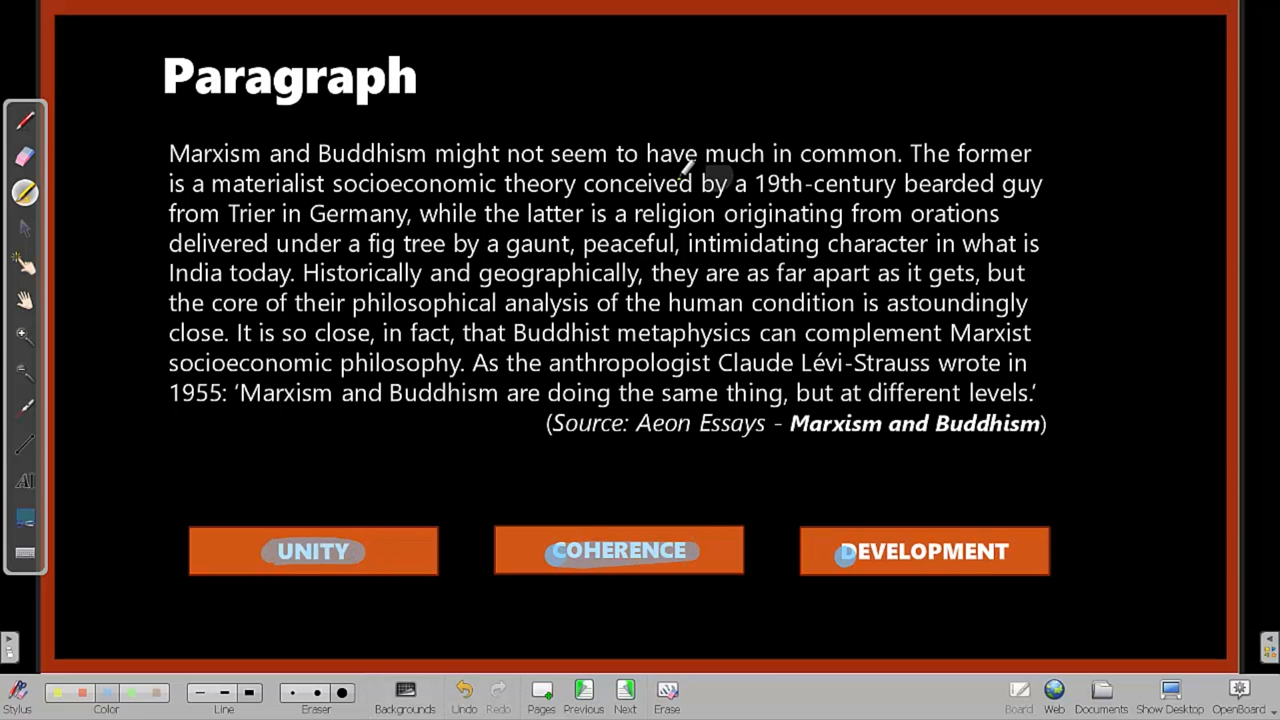 Paragraph
Marxism and Buddhism might not seem to have much in common. The former
is a materialist socioeconomic theory conceived by a 19th-century bearded guy
from Trier in Germany, while the latter is a religion originating from orations
delivered under a fig tree by a gaunt, peaceful, intimidating character in what is
India today. Historically and geographically, they are as far apart as it gets, but
the core of their philosophical analysis of the human condition is astoundingly
close. It is so close, in fact, that Buddhist metaphysics can complement Marxist
socioeconomic philosophy. As the anthropologist Claude Lévi-Strauss wrote in
1955: ‘Marxism and Buddhism are doing the same thing, but at different levels.’
(Source: Aeon Essays - Marxism and Buddhism)
UNITY COHERENCE DEVELOPMENT
AI
Stylus Color Line Eraser Backgrounds Undo Redo Pages Previous Next Erase Board Web Documents Show Desktop OpenBoard